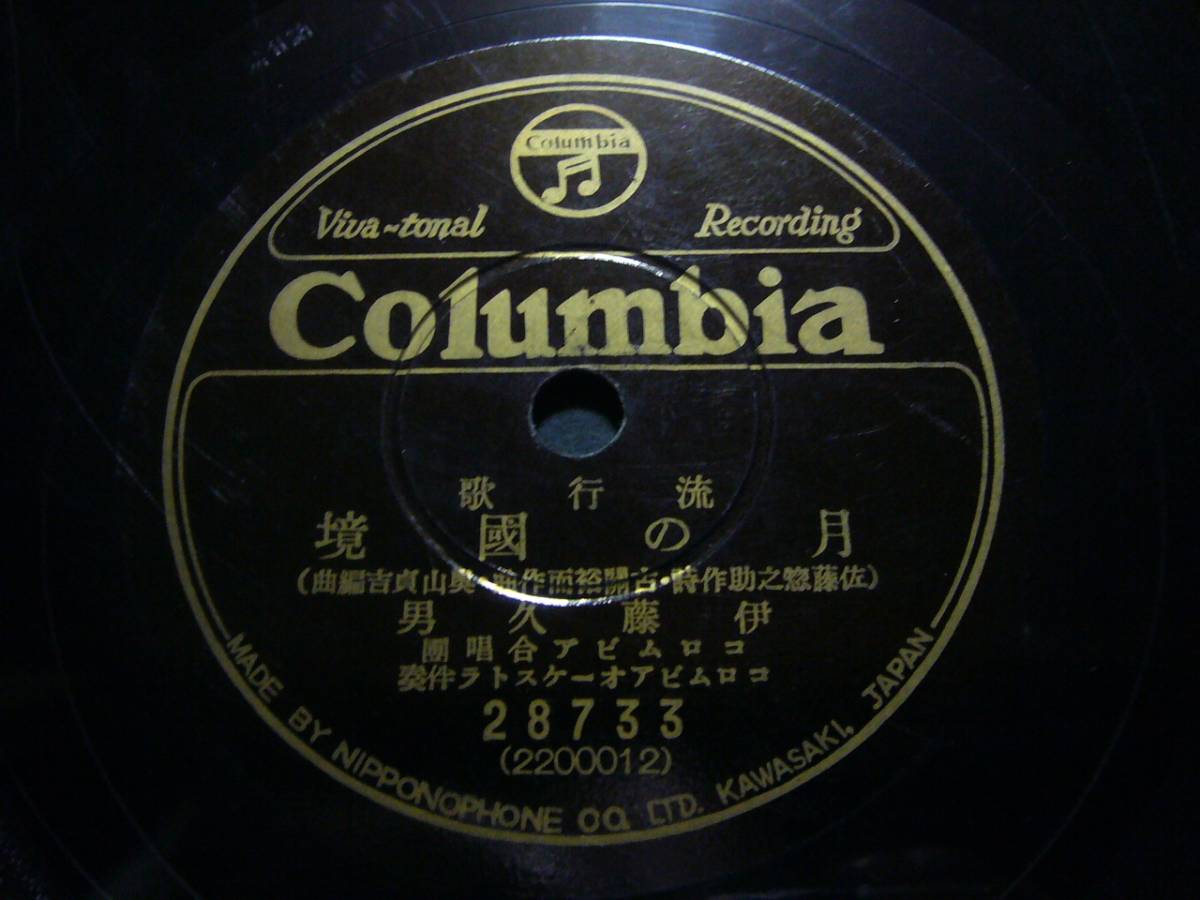 Columbia
Viva-tonal Recording
Columbia
流行歌
月の國境
(佐藤惣之助作詩・古關裕而作曲・奥山貞吉編曲)
伊藤久男
コロムビア合唱團
コロムビアオーケストラ伴奏
28733
(2200012)
MADE BY NIPPONOPHONE CO. LTD. KAWASAKI, JAPAN